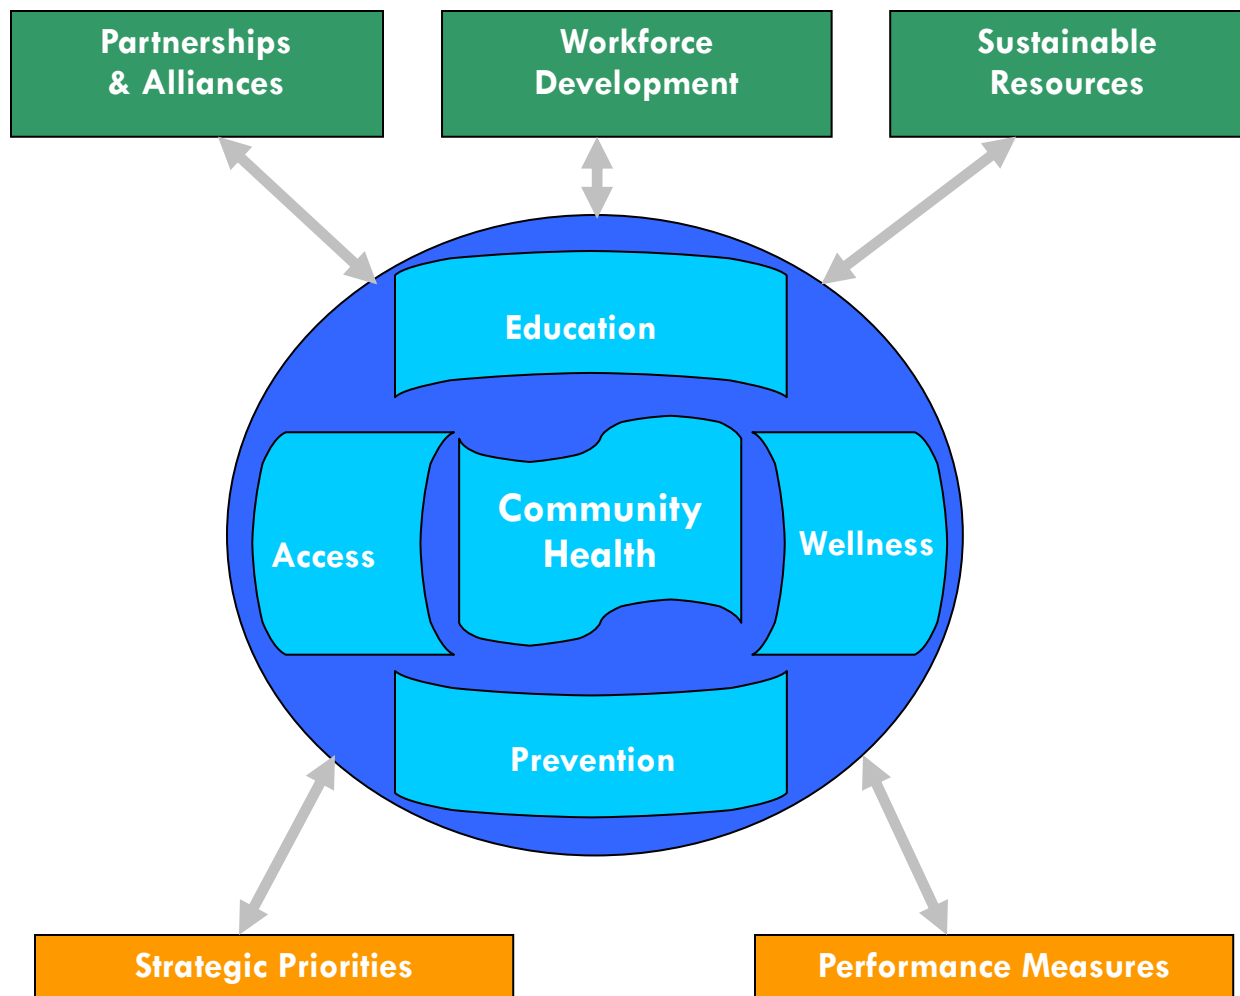 Partnerships
& Alliances
Workforce
Development
Sustainable
Resources
Education
Community
Health
Access
Wellness
Prevention
Strategic Priorities
Performance Measures